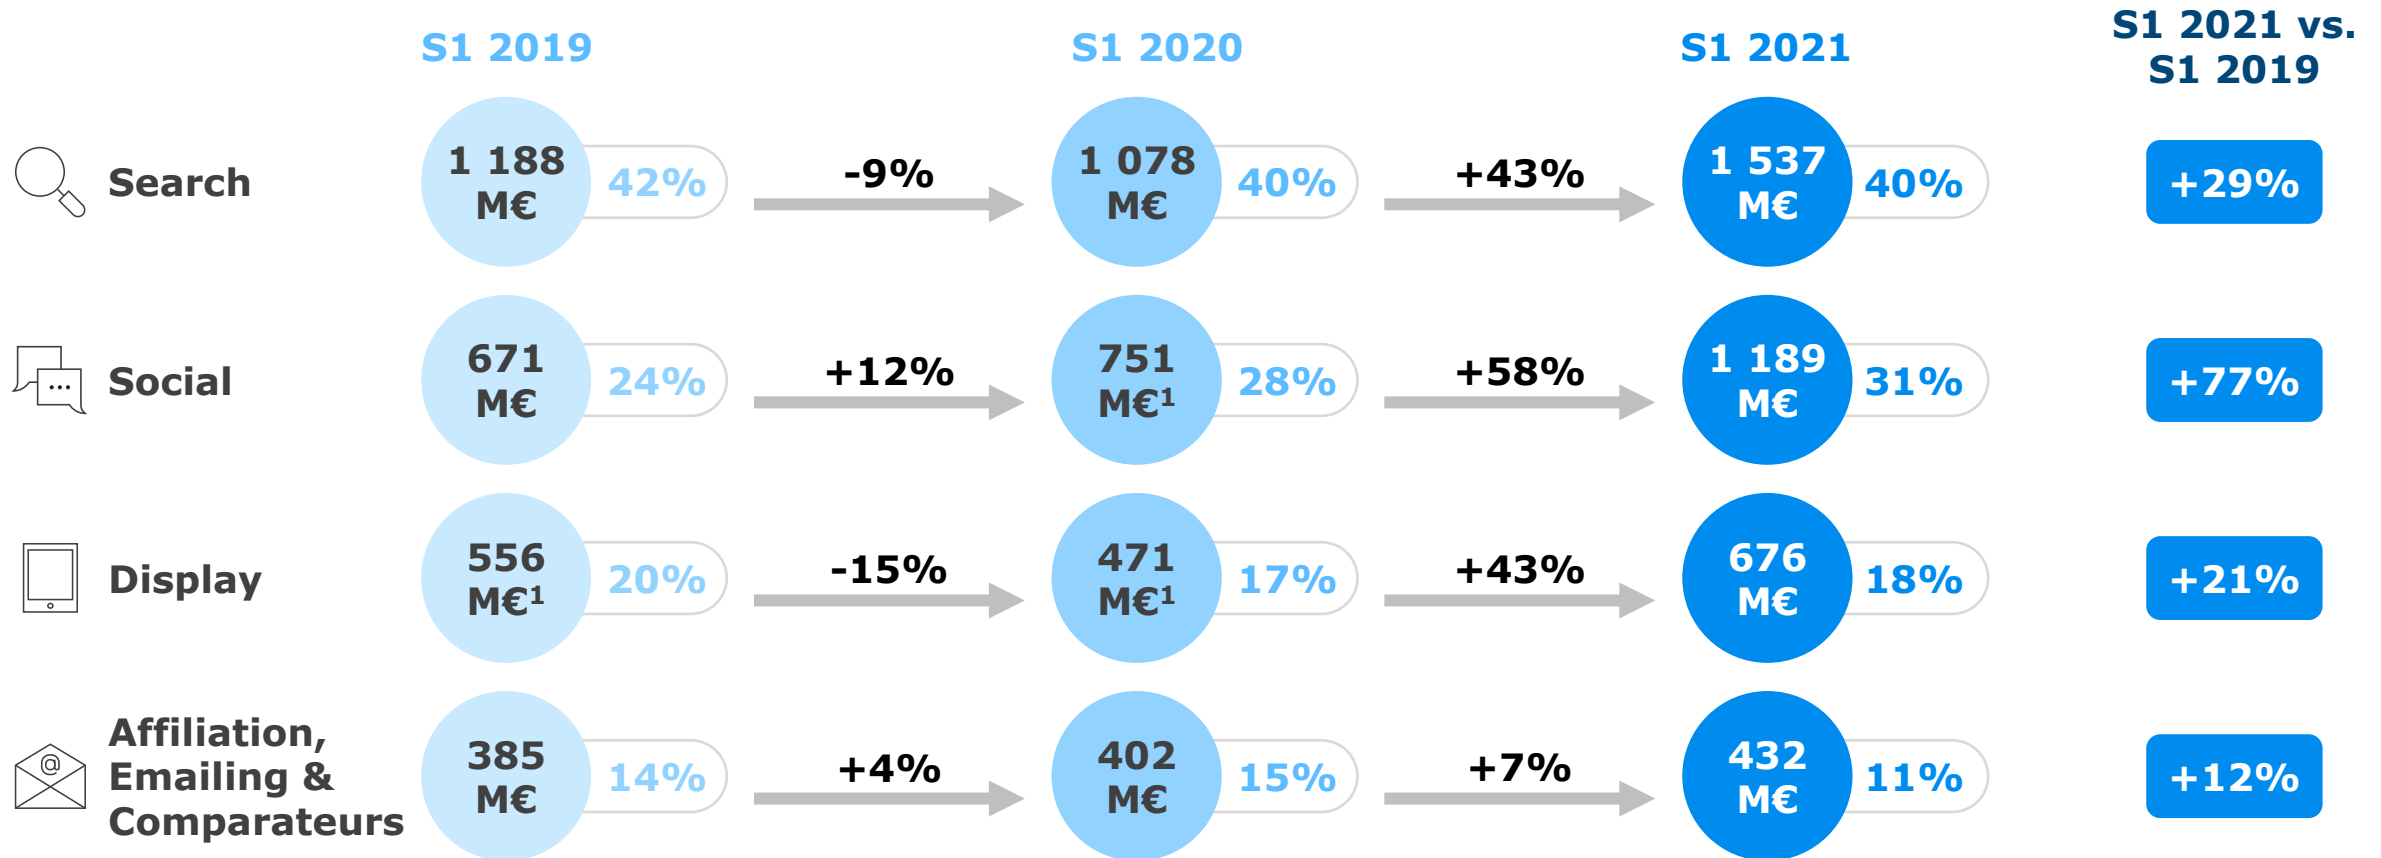 S1 2019
S1 2020
S1 2021
S1 2021 vs.
S1 2019
Search
1 188
M€
42%
-9%
1 078
M€
40%
+43%
1 537
M€
40%
+29%
Social
671
M€
24%
+12%
751
M€¹
28%
+58%
1 189
M€
31%
+77%
Display
556
M€¹
20%
-15%
471
M€¹
17%
+43%
676
M€
18%
+21%
@
Affiliation,
Emailing &
Comparateurs
385
M€
14%
+4%
402
M€
15%
+7%
432
M€
11%
+12%